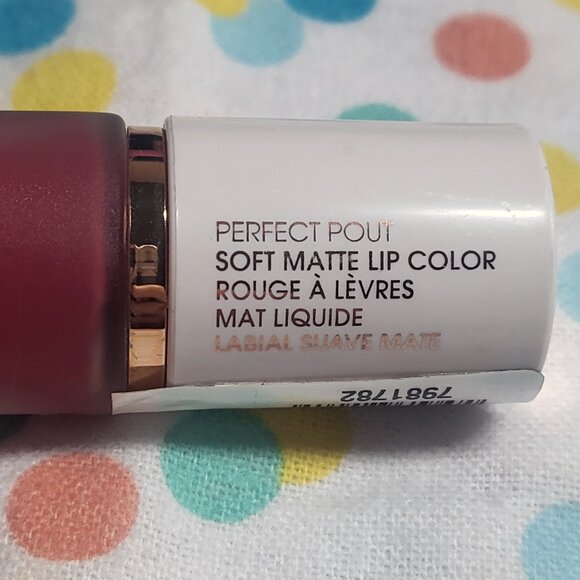 PERFECT POUT
SOFT MATTE LIP COLOR
ROUGE À LÈVRES
MAT LIQUIDE
LABIAL SUAVE MATE
7981782